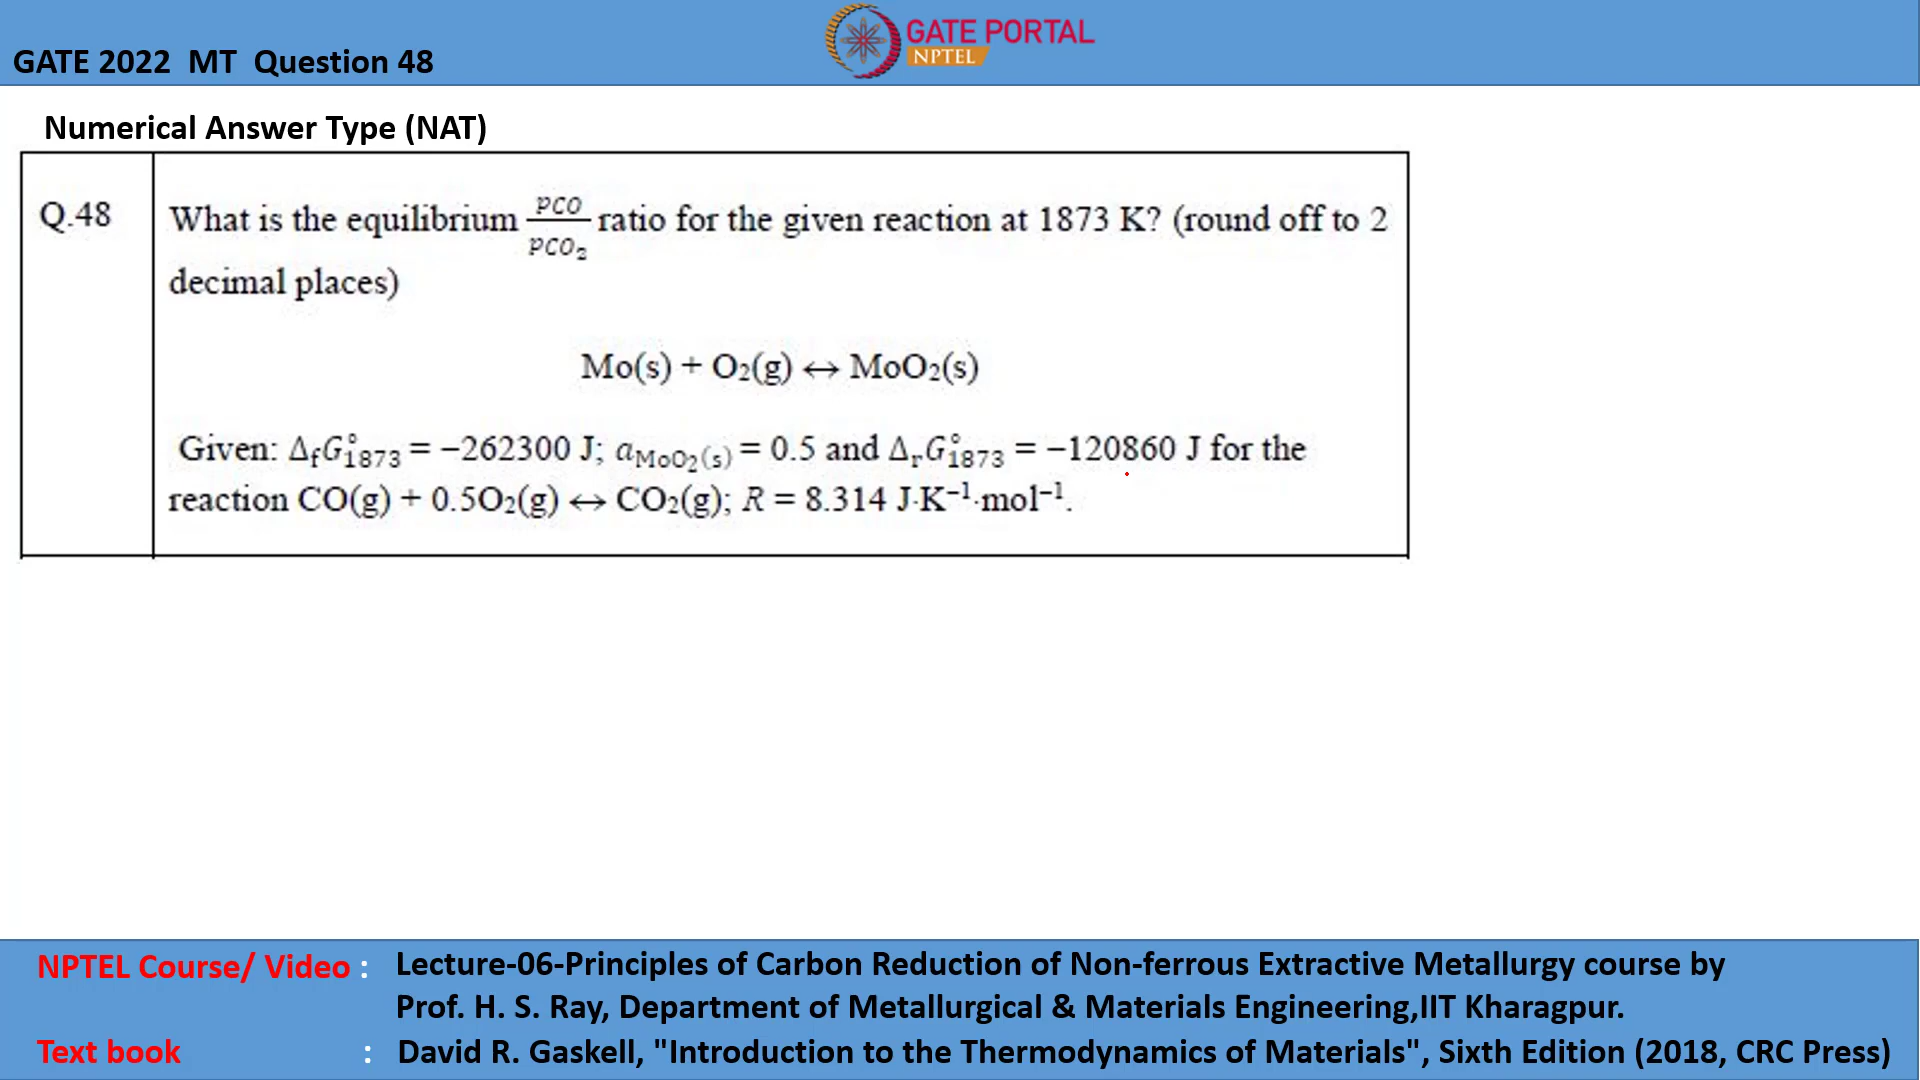 GATE PORTAL
NPTEL
GATE 2022 MT Question 48
Numerical Answer Type (NAT)
Q.48
What is the equilibrium pCO/pCO₂ ratio for the given reaction at 1873 K? (round off to 2
decimal places)
Mo(s) + O₂(g) ↔ MoO₂(s)
Given: Δ_fG°₁₈₇₃ = −262300 J; a_MoO₂(s) = 0.5 and Δ_rG°₁₈₇₃ = −120860 J for the
reaction CO(g) + 0.5O₂(g) ↔ CO₂(g); R = 8.314 J·K⁻¹·mol⁻¹.
NPTEL Course/ Video : Lecture-06-Principles of Carbon Reduction of Non-ferrous Extractive Metallurgy course by
Prof. H. S. Ray, Department of Metallurgical & Materials Engineering,IIT Kharagpur.
Text book : David R. Gaskell, "Introduction to the Thermodynamics of Materials", Sixth Edition (2018, CRC Press)